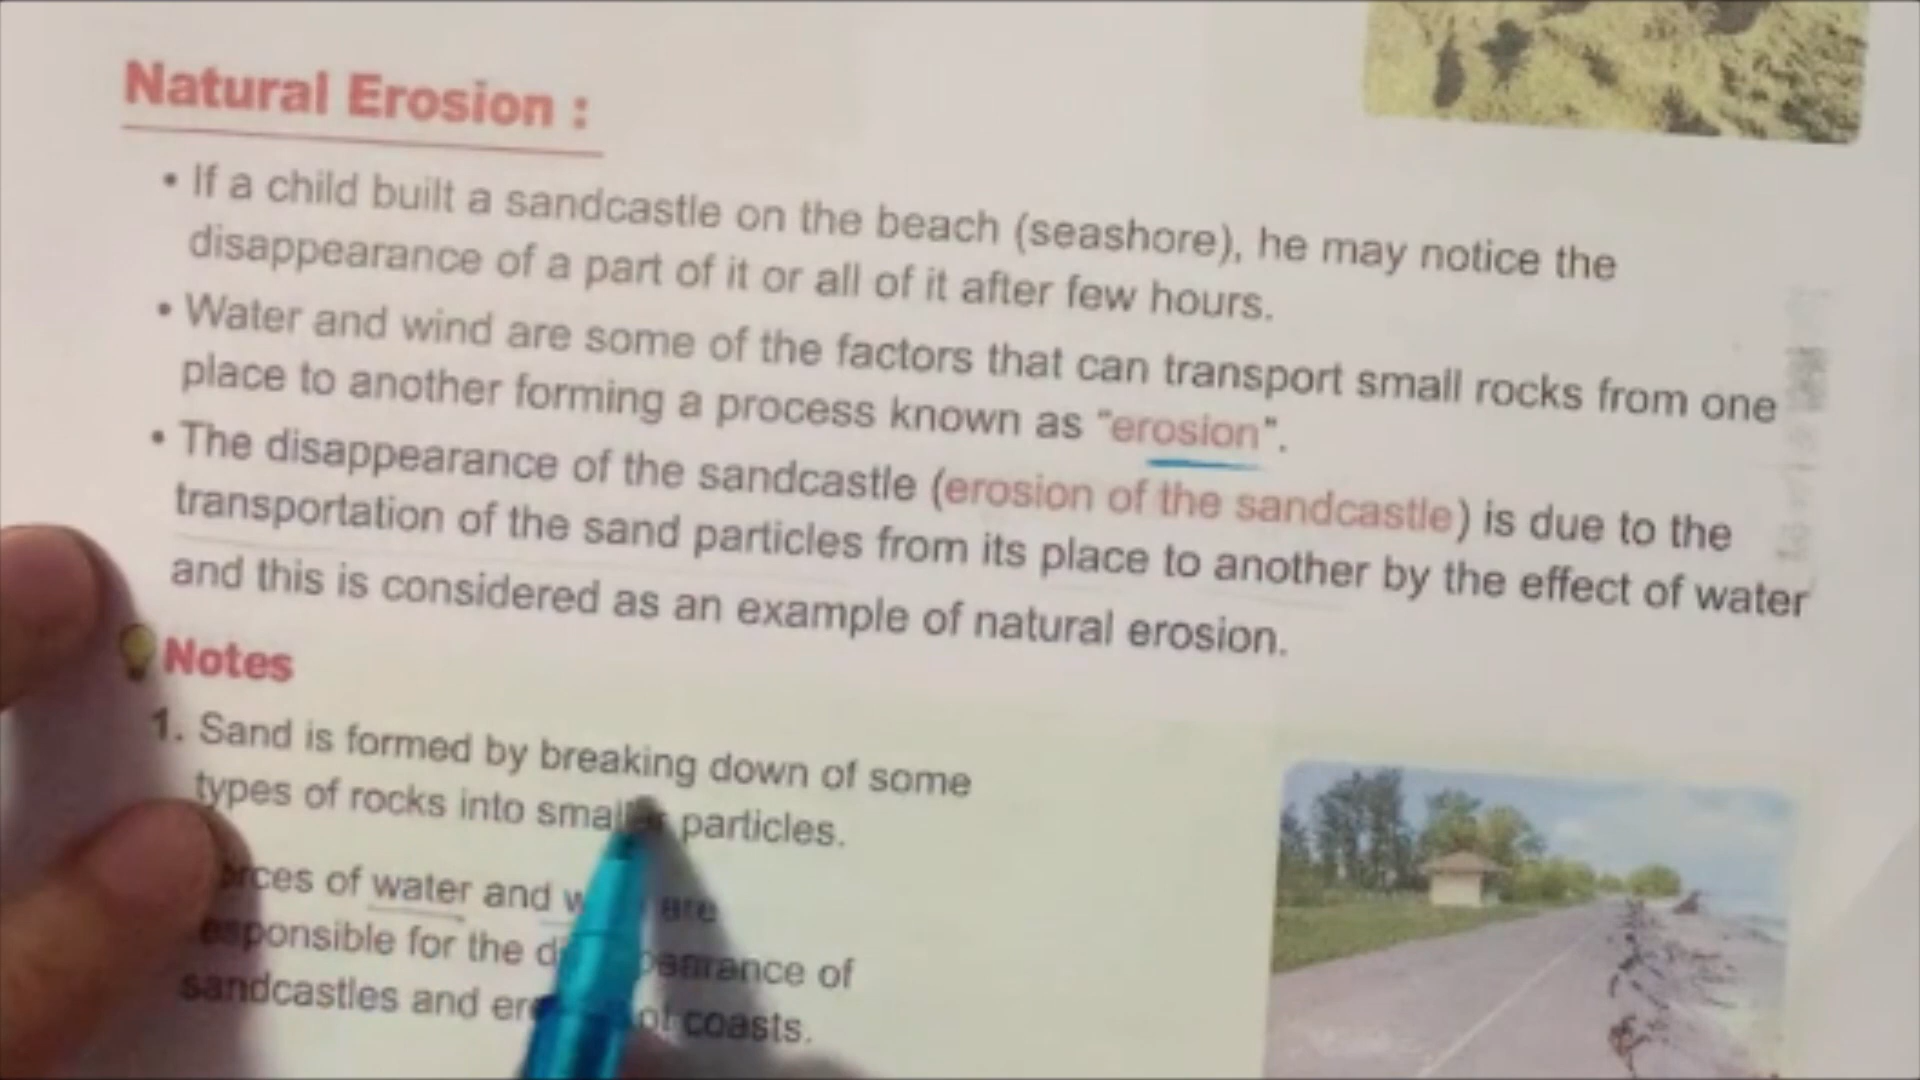 Natural Erosion :
• If a child built a sandcastle on the beach (seashore), he may notice the
disappearance of a part of it or all of it after few hours.
• Water and wind are some of the factors that can transport small rocks from one
place to another forming a process known as "erosion".
• The disappearance of the sandcastle (erosion of the sandcastle) is due to the
transportation of the sand particles from its place to another by the effect of water
and this is considered as an example of natural erosion.
Notes
1. Sand is formed by breaking down of some
types of rocks into smaller particles.
of water and are
for the of
sandcastles and of coasts.